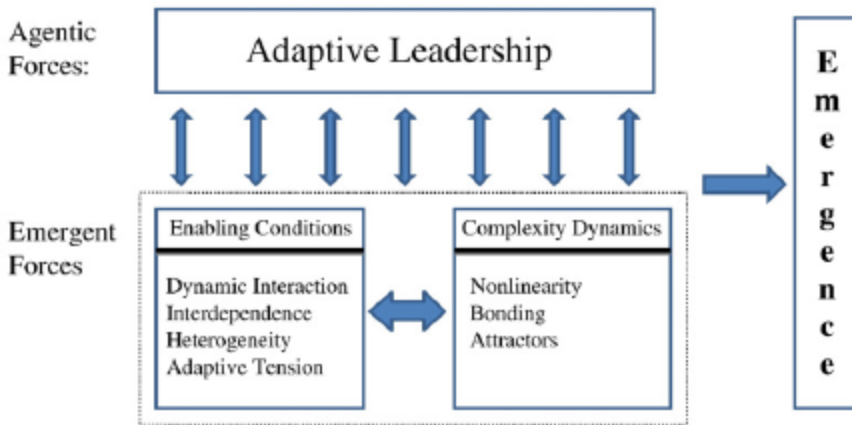 Agentic
Forces:
Adaptive Leadership
Emergent
Forces
Enabling Conditions
Dynamic Interaction
Interdependence
Heterogeneity
Adaptive Tension
Complexity Dynamics
Nonlinearity
Bonding
Attractors
Emergence